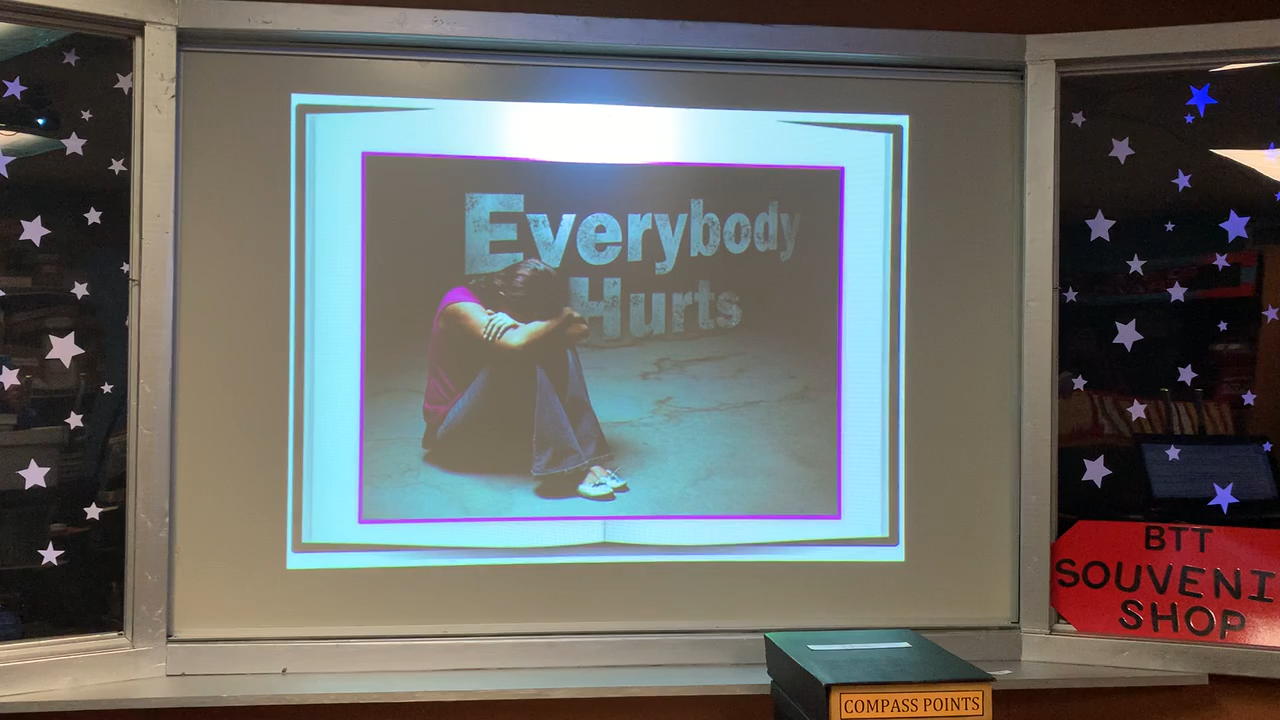 Everybody
Hurts
BTT
SOUVENI
SHOP
COMPASS POINTS